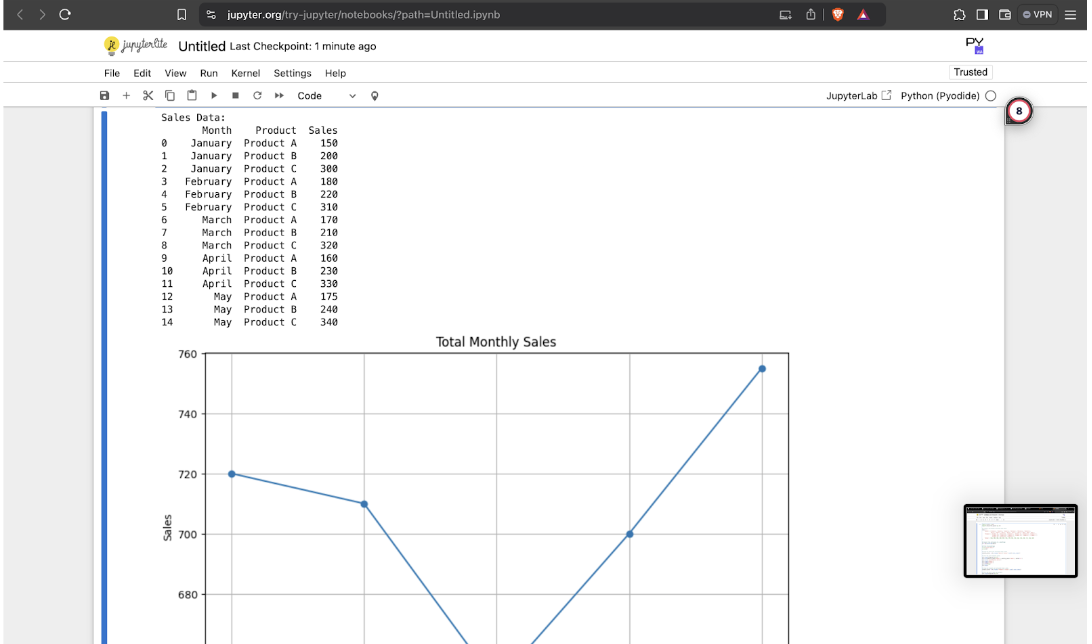 jupyter.org/try-jupyter/notebooks/?path=Untitled.ipynb
VPN
jupyterlite Untitled Last Checkpoint: 1 minute ago
PY
File Edit View Run Kernel Settings Help
Trusted
Code
JupyterLab Python (Pyodide)
8
Sales Data:
Month Product Sales
0 January Product A 150
1 January Product B 200
2 January Product C 300
3 February Product A 180
4 February Product B 220
5 February Product C 310
6 March Product A 170
7 March Product B 210
8 March Product C 320
9 April Product A 160
10 April Product B 230
11 April Product C 330
12 May Product A 175
13 May Product B 240
14 May Product C 340
Total Monthly Sales
760
740
720
Sales
700
680